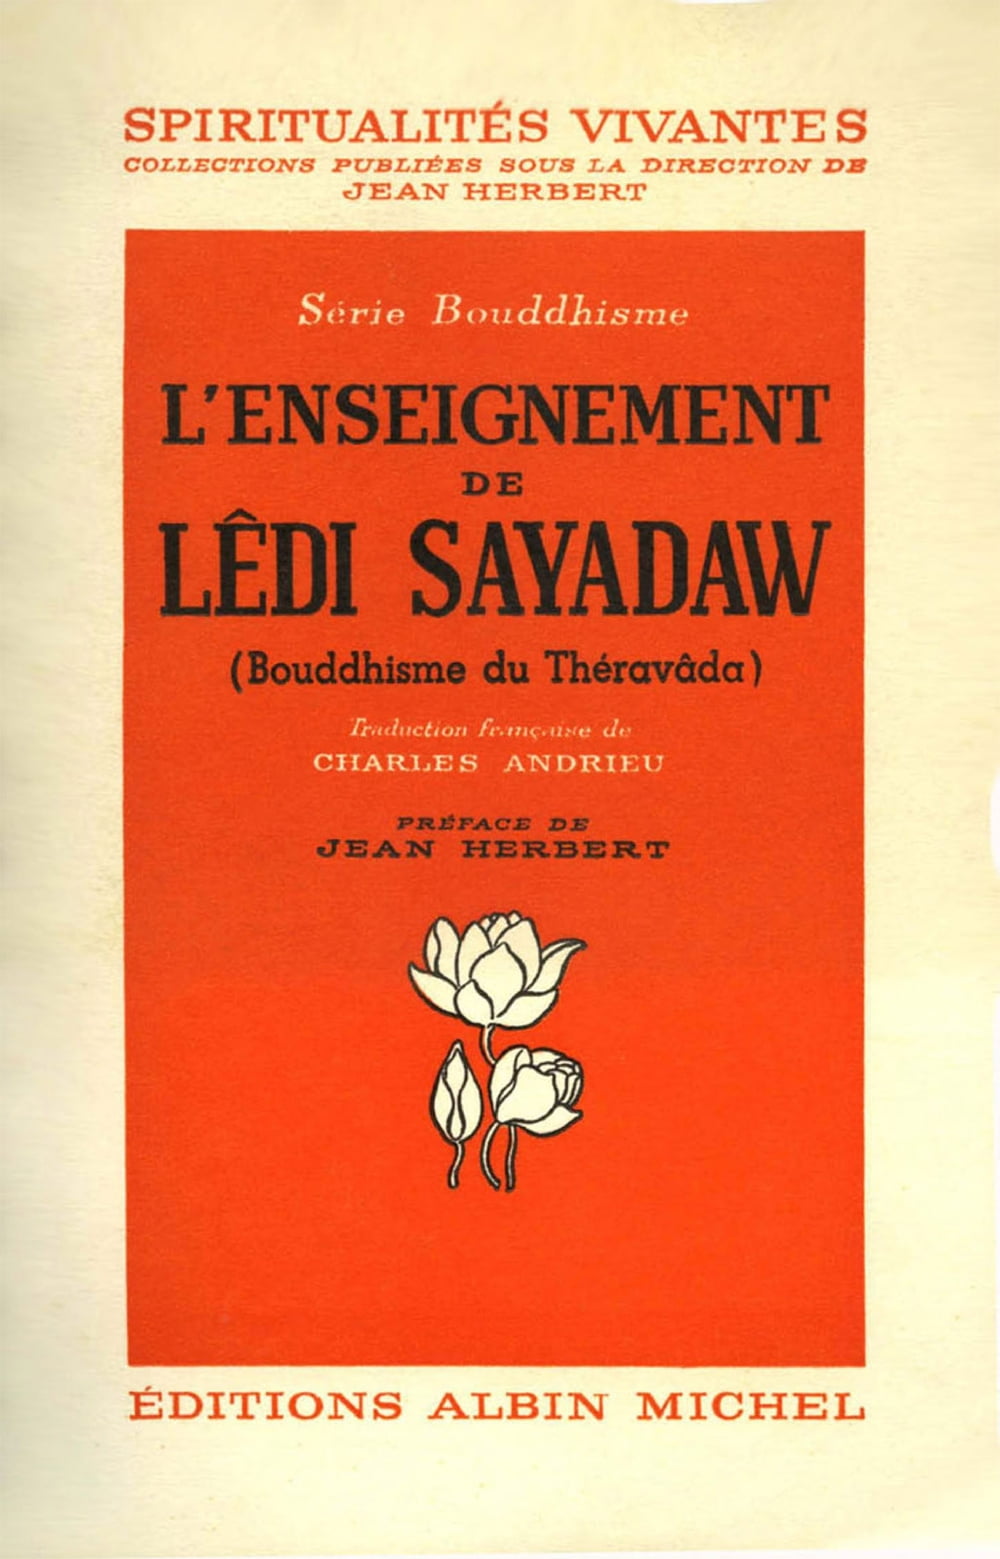 SPIRITUALITÉS VIVANTES
COLLECTIONS PUBLIÉES SOUS LA DIRECTION DE
JEAN HERBERT
Série Bouddhisme
L'ENSEIGNEMENT
DE
LÊDI SAYADAW
(Bouddhisme du Théravâda)
Traduction française de
CHARLES ANDRIEU
PRÉFACE DE
JEAN HERBERT
ÉDITIONS ALBIN MICHEL